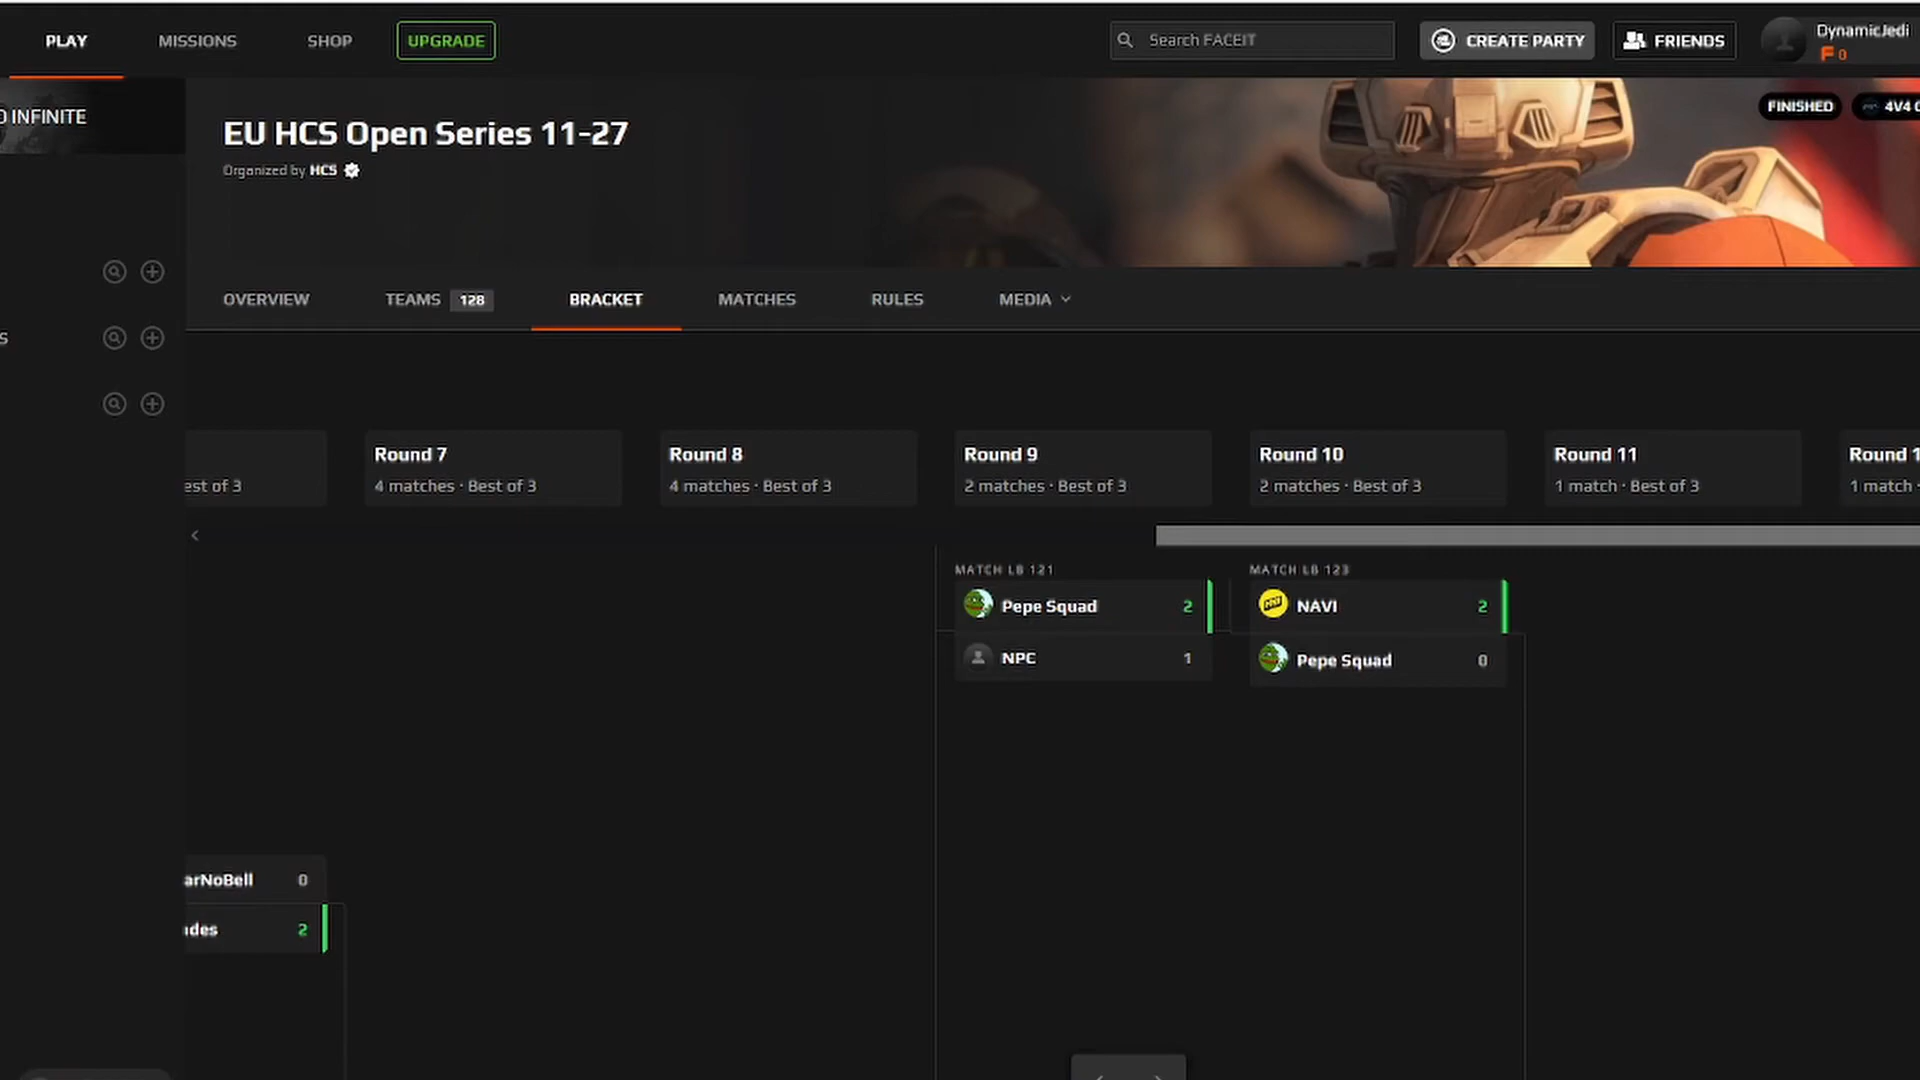 PLAY
MISSIONS
SHOP
UPGRADE
Search FACEIT
CREATE PARTY
FRIENDS
DynamicJedi
0
INFINITE
EU HCS Open Series 11-27
Organized by HCS
FINISHED
4V4
OVERVIEW
TEAMS 128
BRACKET
MATCHES
RULES
MEDIA
S
est of 3
Round 7
4 matches · Best of 3
Round 8
4 matches · Best of 3
Round 9
2 matches · Best of 3
Round 10
2 matches · Best of 3
Round 11
1 match · Best of 3
Round 1
1 match ·
MATCH LB 121
Pepe Squad 2
NPC 1
MATCH LB 123
NAVI 2
Pepe Squad 0
arNoBell 0
ades 2